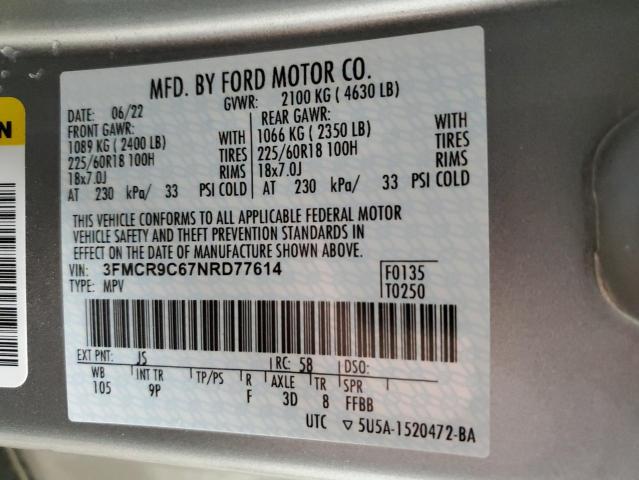 N
MFD. BY FORD MOTOR CO.
DATE: 06/22 GVWR: 2100 KG ( 4630 LB)
FRONT GAWR: REAR GAWR:
1089 KG ( 2400 LB) WITH 1066 KG ( 2350 LB) WITH
225/60R18 100H TIRES 225/60R18 100H TIRES
18x7.0J RIMS 18x7.0J RIMS
AT 230 kPa/ 33 PSI COLD AT 230 kPa/ 33 PSI COLD
THIS VEHICLE CONFORMS TO ALL APPLICABLE FEDERAL MOTOR
VEHICLE SAFETY AND THEFT PREVENTION STANDARDS IN
EFFECT ON THE DATE OF MANUFACTURE SHOWN ABOVE.
VIN: 3FMCR9C67NRD77614 F0135
TYPE: MPV T0250
EXT PNT: JS RC: 58 DSO:
WB INT TR TP/PS R AXLE TR SPR
105 9P F 3D 8 FFBB
UTC ▽ 5U5A-1520472-BA